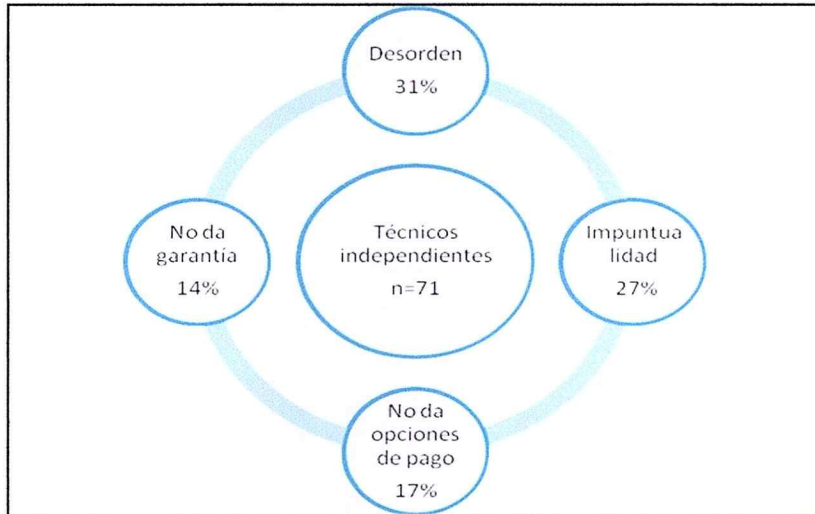 Desorden
31%
No da
garantía
14%
Técnicos
independientes
n=71
Impuntua
lidad
27%
No da
opciones
de pago
17%